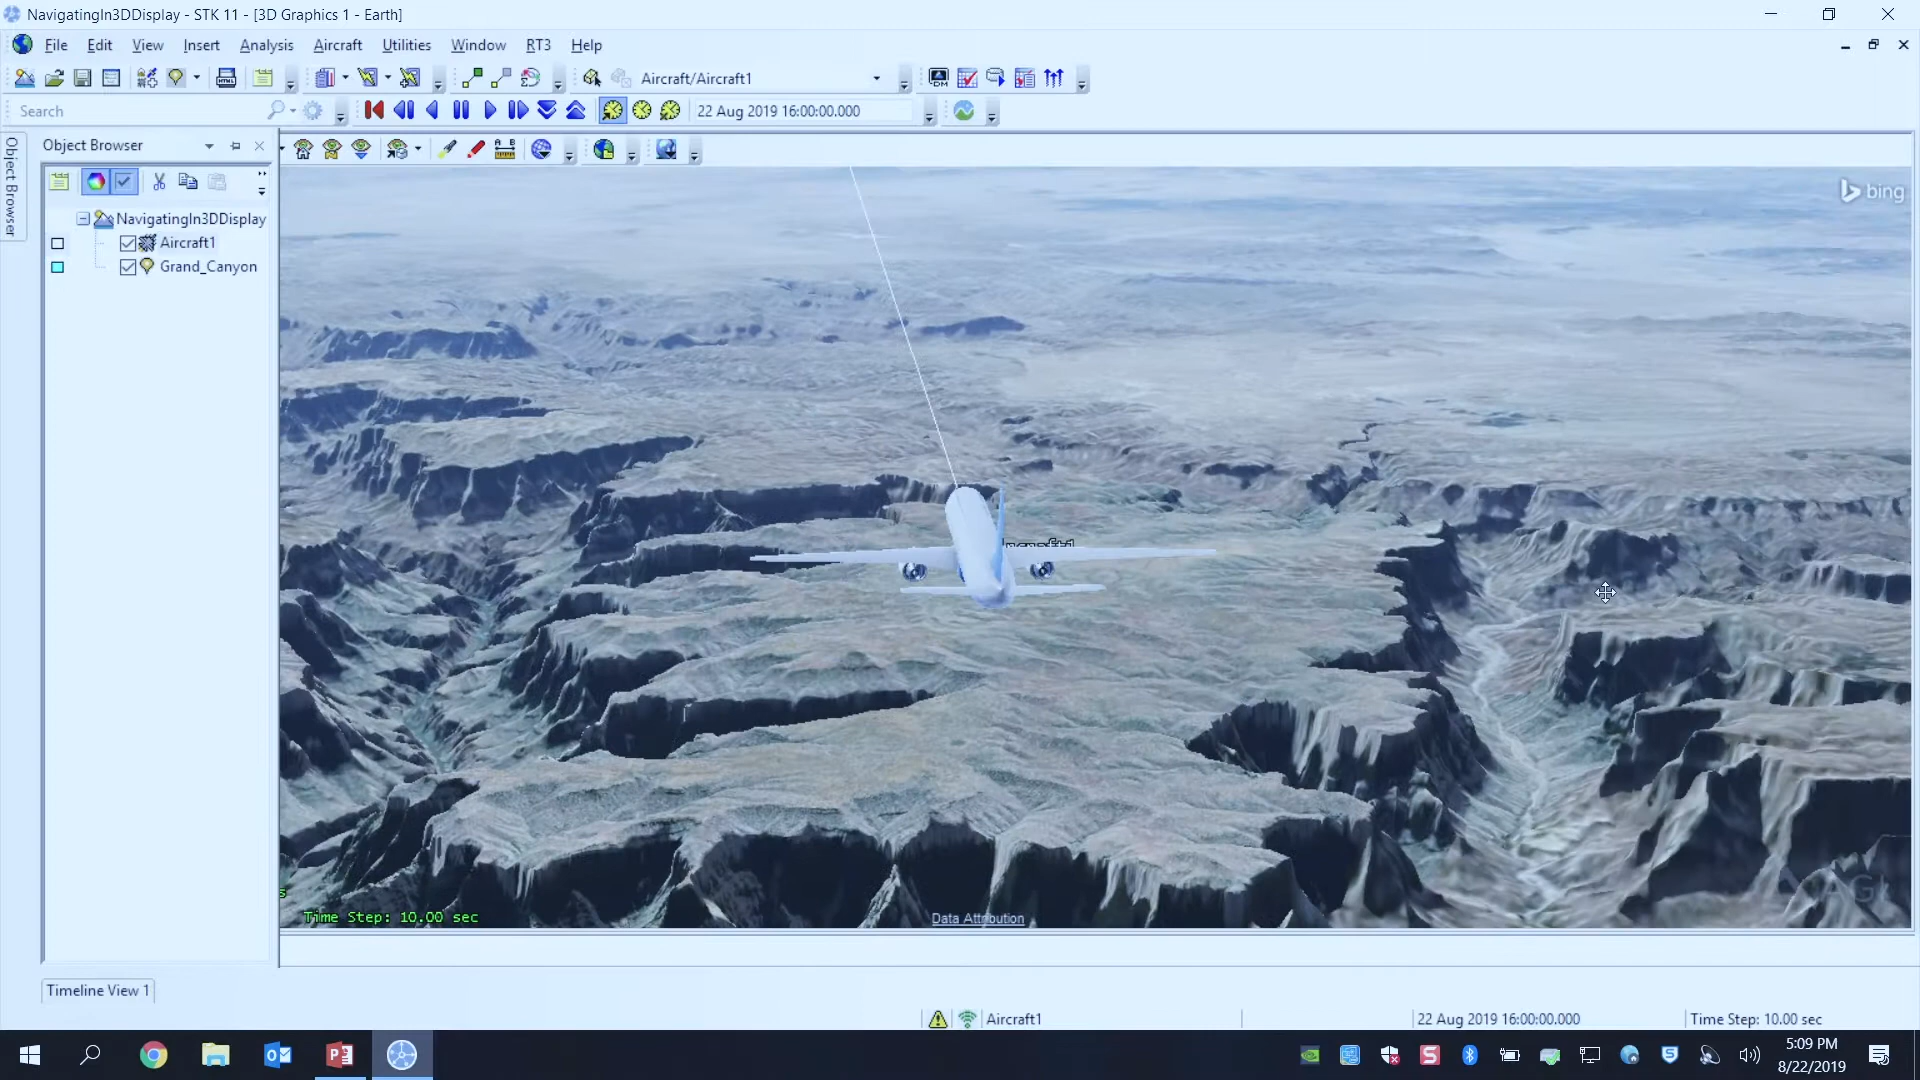 NavigatingIn3DDisplay - STK 11 - [3D Graphics 1 - Earth]
File Edit View Insert Analysis Aircraft Utilities Window RT3 Help
Aircraft/Aircraft1
Search
22 Aug 2019 16:00:00.000
Object Browser
Object Browser
bing
NavigatingIn3DDisplay
Aircraft1
Grand_Canyon
Time Step: 10.00 sec
Data Attribution
AGI
Timeline View 1
Aircraft1
22 Aug 2019 16:00:00.000
Time Step: 10.00 sec
5:09 PM
8/22/2019